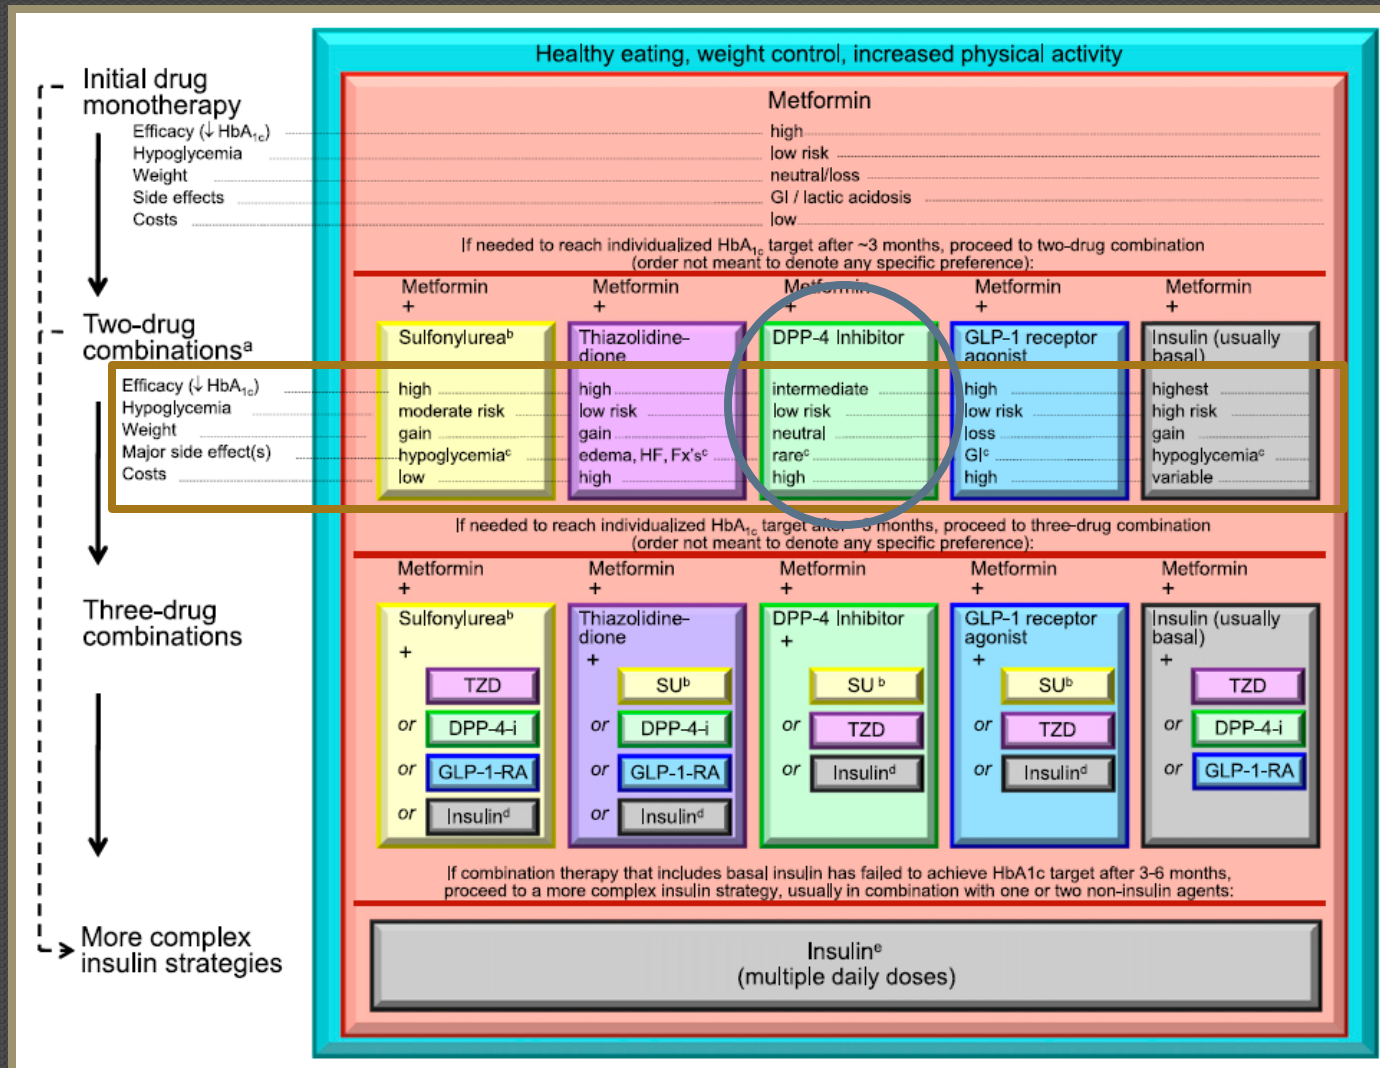 Healthy eating, weight control, increased physical activity
Initial drug
monotherapy
Metformin
Efficacy (↓ HbA1c) high
Hypoglycemia low risk
Weight neutral/loss
Side effects GI / lactic acidosis
Costs low
If needed to reach individualized HbA1c target after ~3 months, proceed to two-drug combination
(order not meant to denote any specific preference):
Metformin Metformin Metformin Metformin Metformin
+ + + + +
Two-drug
combinationsa
Sulfonylureab Thiazolidine- DPP-4 Inhibitor GLP-1 receptor Insulin (usually
dione agonist basal)
Efficacy (↓ HbA1c) high high intermediate high highest
Hypoglycemia moderate risk low risk low risk low risk high risk
Weight gain gain neutral loss gain
Major side effect(s) hypoglycemiac edema, HF, Fx'sc rarec GIc hypoglycemiac
Costs low high high high variable
If needed to reach individualized HbA1c target after months, proceed to three-drug combination
(order not meant to denote any specific preference):
Metformin Metformin Metformin Metformin Metformin
+ + + + +
Three-drug
combinations
Sulfonylureab Thiazolidine- DPP-4 Inhibitor GLP-1 receptor Insulin (usually
dione agonist basal)
+ + + + +
TZD SUb SU b SUb TZD
or DPP-4-i or DPP-4-i or TZD or TZD or DPP-4-i
or GLP-1-RA or GLP-1-RA or Insulind or Insulind or GLP-1-RA
or Insulind or Insulind
If combination therapy that includes basal insulin has failed to achieve HbA1c target after 3-6 months,
proceed to a more complex insulin strategy, usually in combination with one or two non-insulin agents:
More complex
insulin strategies
Insuline
(multiple daily doses)